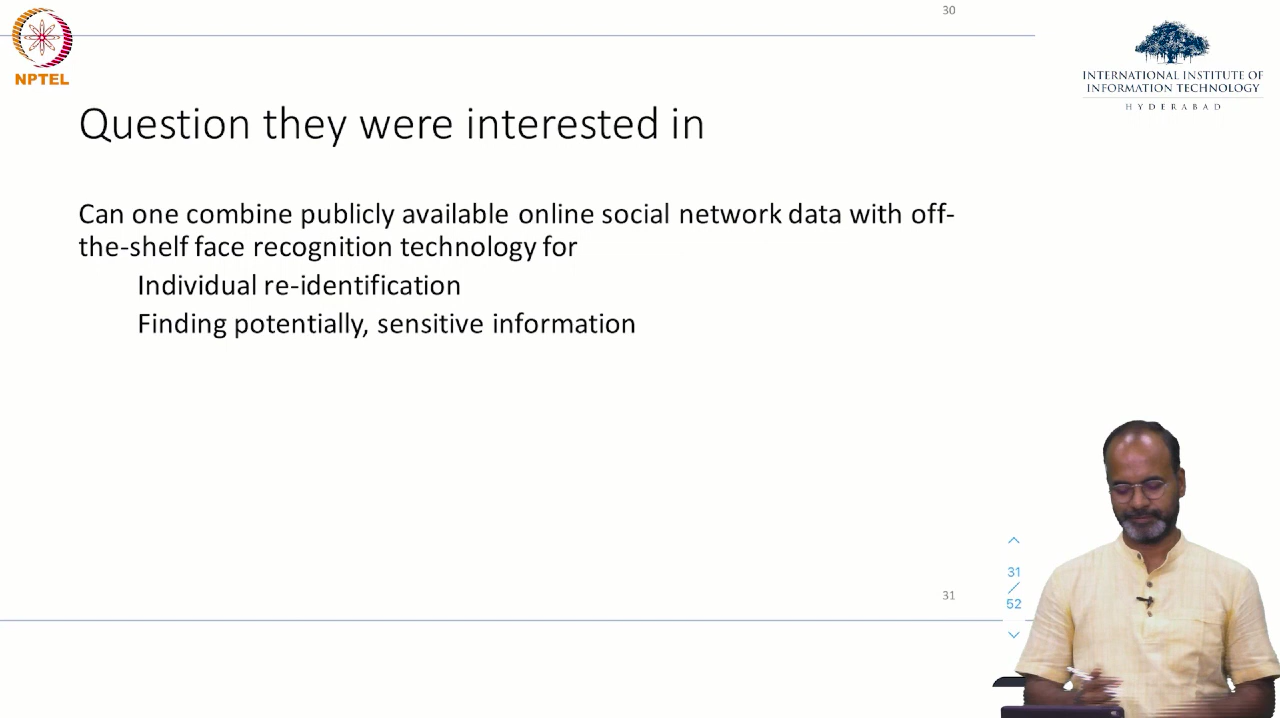 30
NPTEL
INTERNATIONAL INSTITUTE OF
INFORMATION TECHNOLOGY
HYDERABAD
Question they were interested in
Can one combine publicly available online social network data with off-
the-shelf face recognition technology for
Individual re-identification
Finding potentially, sensitive information
31
/
52
31